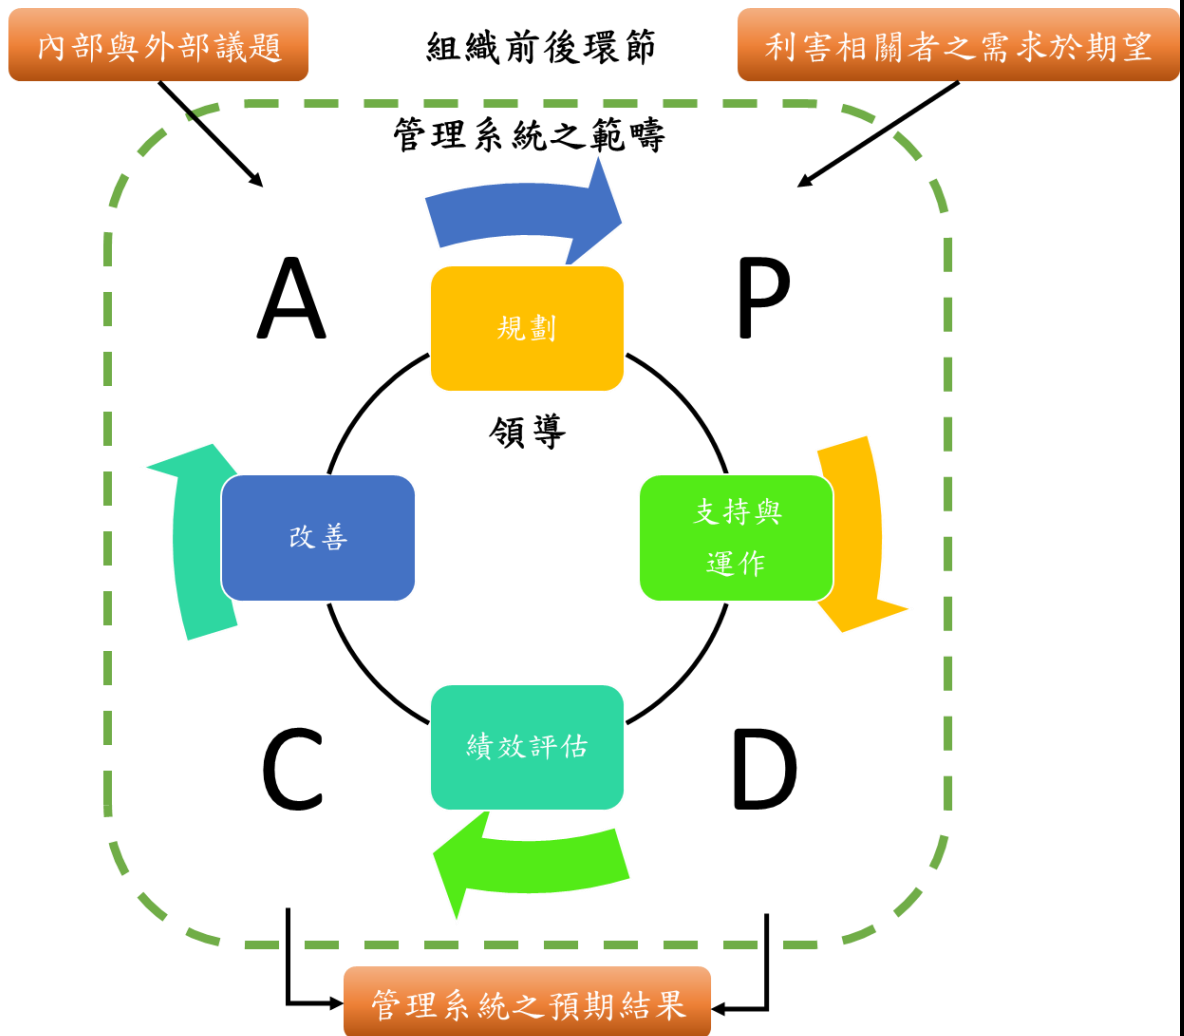 內部與外部議題
組織前後環節
利害相關者之需求於期望
管理系統之範疇
A
P
規劃
領導
改善
支持與
運作
績效評估
C
D
管理系統之預期結果